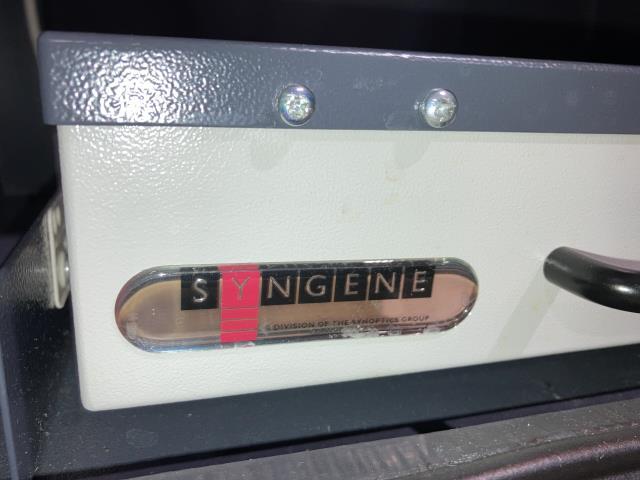 SYNGENE
A DIVISION OF THE SYNOPTICS GROUP